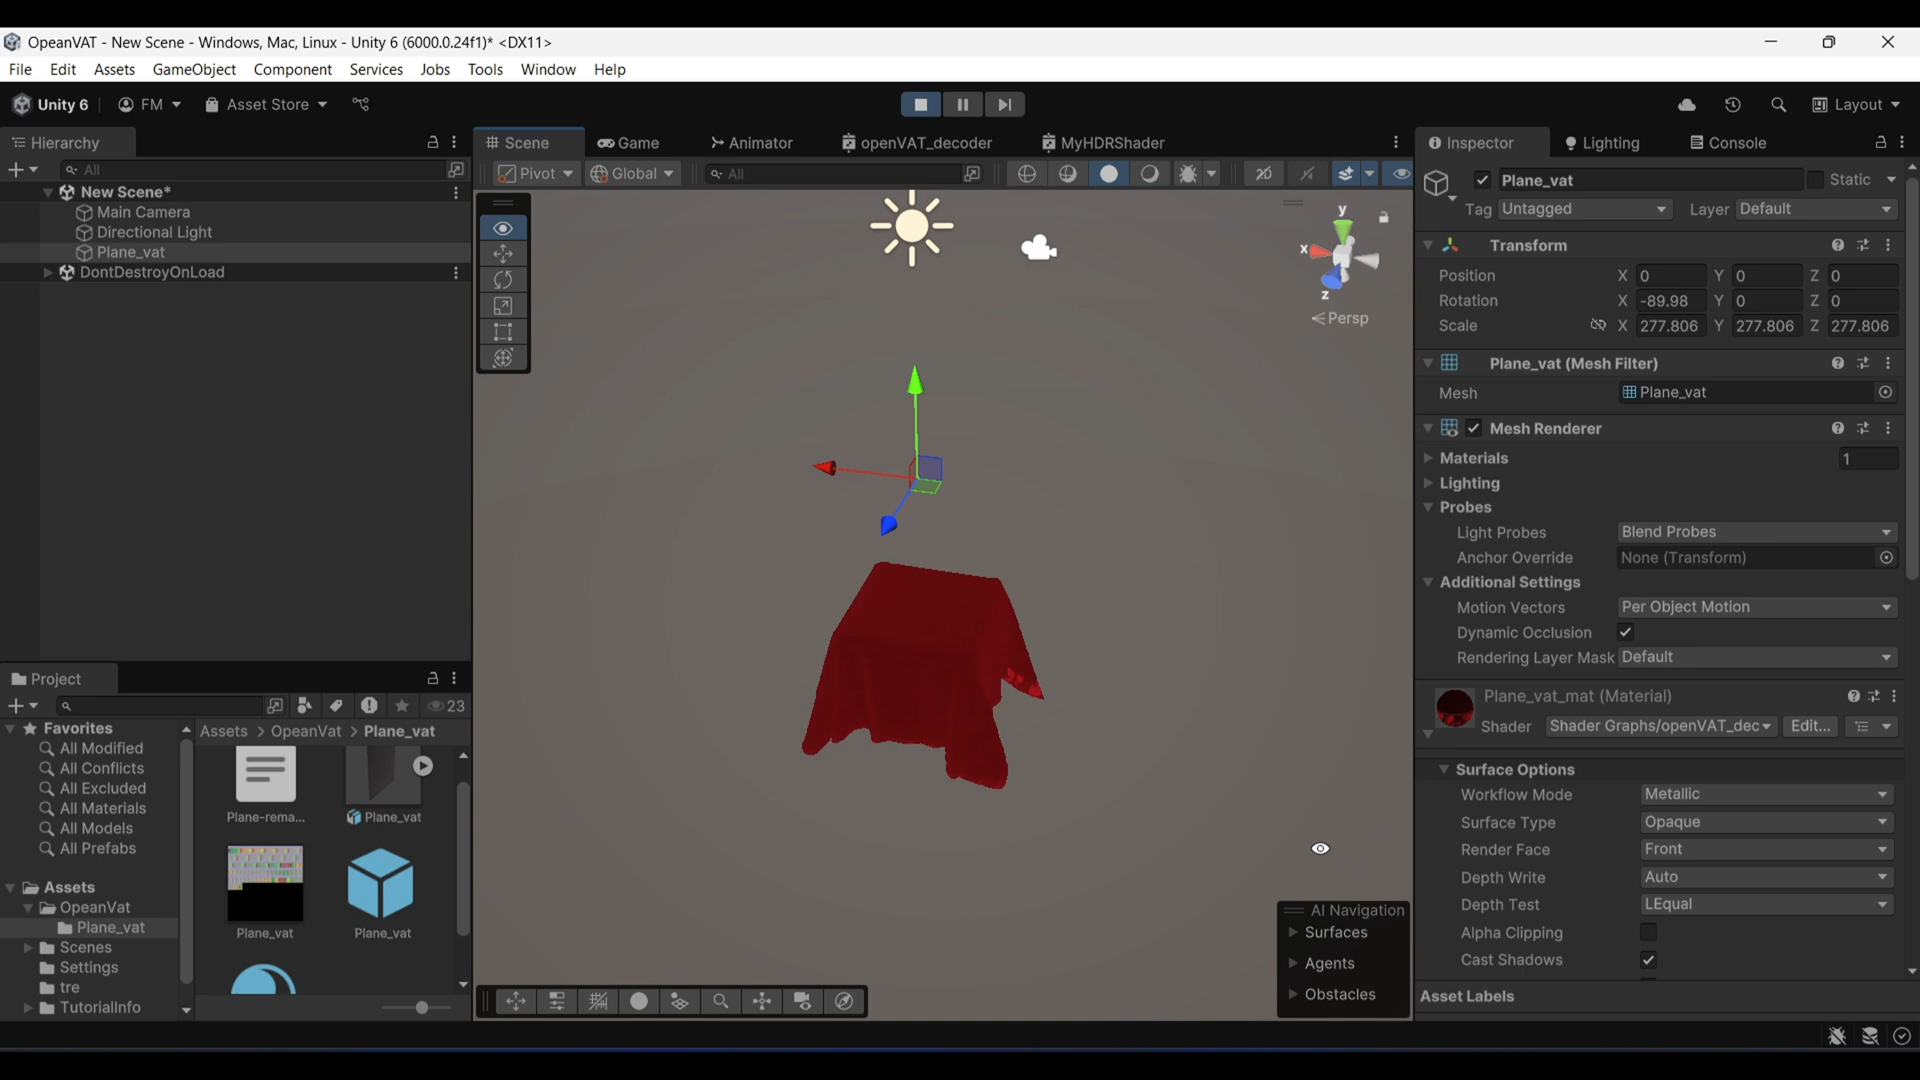 OpeanVAT - New Scene - Windows, Mac, Linux - Unity 6 (6000.0.24f1)* <DX11>
File Edit Assets GameObject Component Services Jobs Tools Window Help
Unity 6 FM Asset Store Layout
Hierarchy
All
New Scene*
Main Camera
Directional Light
Plane_vat
DontDestroyOnLoad
Scene Game Animator openVAT_decoder MyHDRShader
Pivot Global All 2D
y
x
z
Persp
AI Navigation
Surfaces
Agents
Obstacles
Project
23
Favorites
All Modified
All Conflicts
All Excluded
All Materials
All Models
All Prefabs
Assets
OpeanVat
Plane_vat
Scenes
Settings
tre
TutorialInfo
Assets > OpeanVat > Plane_vat
Plane-rema... Plane_vat
Plane_vat Plane_vat
Inspector Lighting Console
Plane_vat Static
Tag Untagged Layer Default
Transform
Position X 0 Y 0 Z 0
Rotation X -89.98 Y 0 Z 0
Scale X 277.806 Y 277.806 Z 277.806
Plane_vat (Mesh Filter)
Mesh Plane_vat
Mesh Renderer
Materials 1
Lighting
Probes
Light Probes Blend Probes
Anchor Override None (Transform)
Additional Settings
Motion Vectors Per Object Motion
Dynamic Occlusion
Rendering Layer Mask Default
Plane_vat_mat (Material)
Shader Shader Graphs/openVAT_dec Edit...
Surface Options
Workflow Mode Metallic
Surface Type Opaque
Render Face Front
Depth Write Auto
Depth Test LEqual
Alpha Clipping
Cast Shadows
Asset Labels